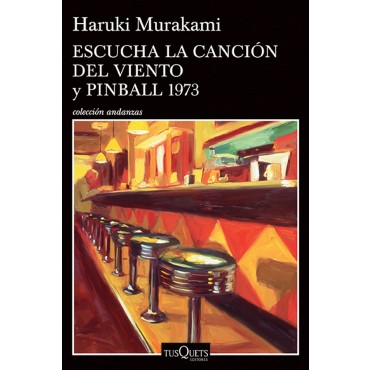 Haruki Murakami
ESCUCHA LA CANCIÓN
DEL VIENTO
y PINBALL 1973
colección andanzas
TUSQUETS
EDITORES